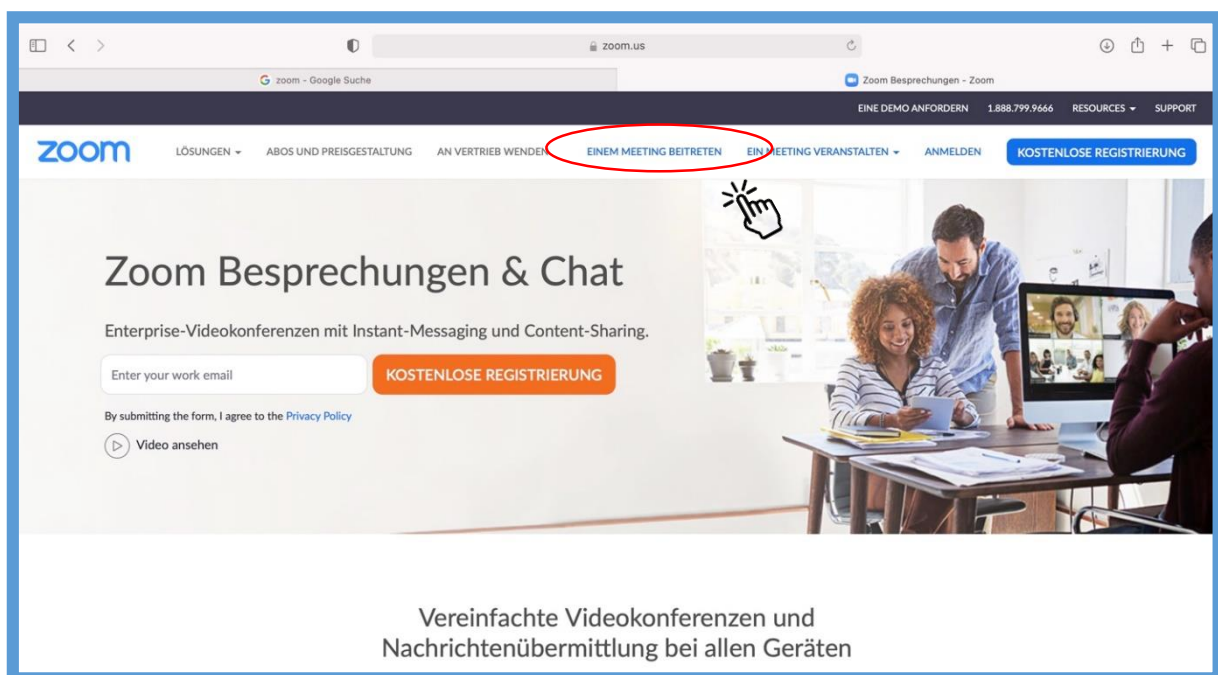 zoom.us
zoom - Google Suche
Zoom Besprechungen - Zoom
EINE DEMO ANFORDERN 1.888.799.9666 RESOURCES SUPPORT
zoom LÖSUNGEN ABOS UND PREISGESTALTUNG AN VERTRIEB WENDEN EINEM MEETING BEITRETEN EIN MEETING VERANSTALTEN ANMELDEN KOSTENLOSE REGISTRIERUNG
Zoom Besprechungen & Chat
Enterprise-Videokonferenzen mit Instant-Messaging und Content-Sharing.
Enter your work email KOSTENLOSE REGISTRIERUNG
By submitting the form, I agree to the Privacy Policy
Video ansehen
Vereinfachte Videokonferenzen und
Nachrichtenübermittlung bei allen Geräten